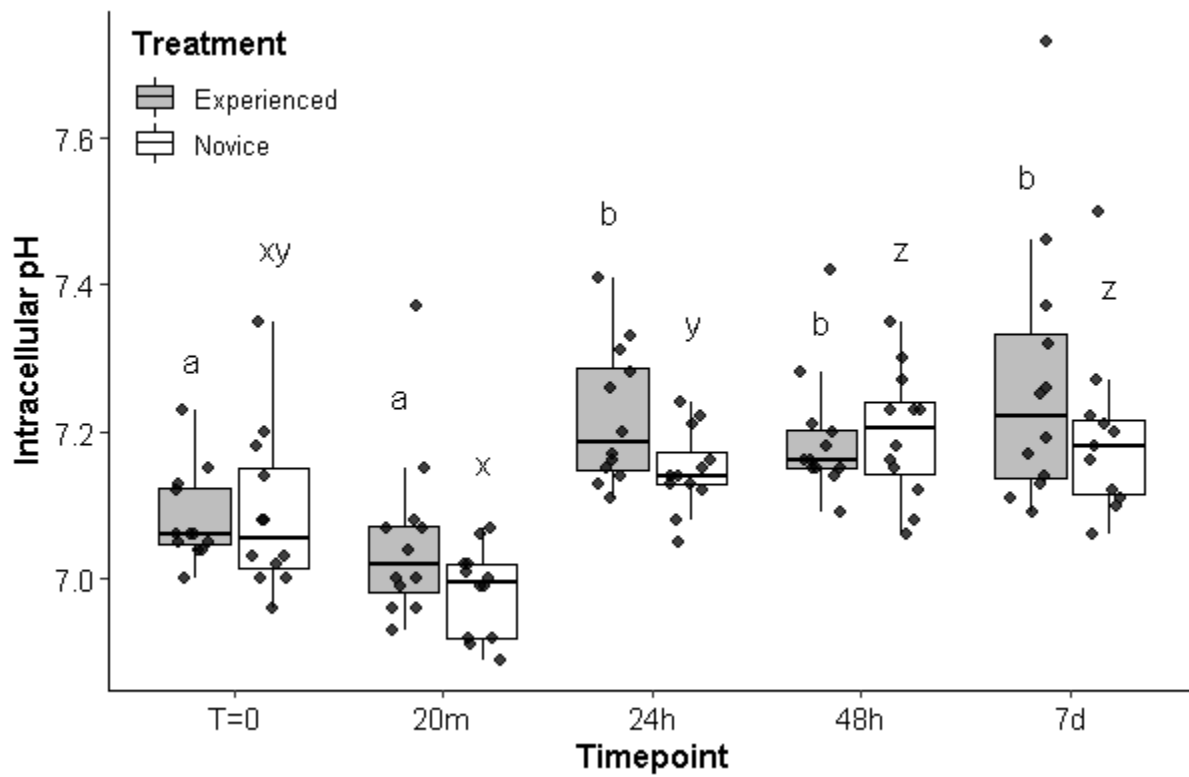 Treatment
Experienced
Novice
7.6
7.4
7.2
7.0
Intracellular pH
a
xy
a
x
b
y
b
z
b
z
T=0
20m
24h
48h
7d
Timepoint